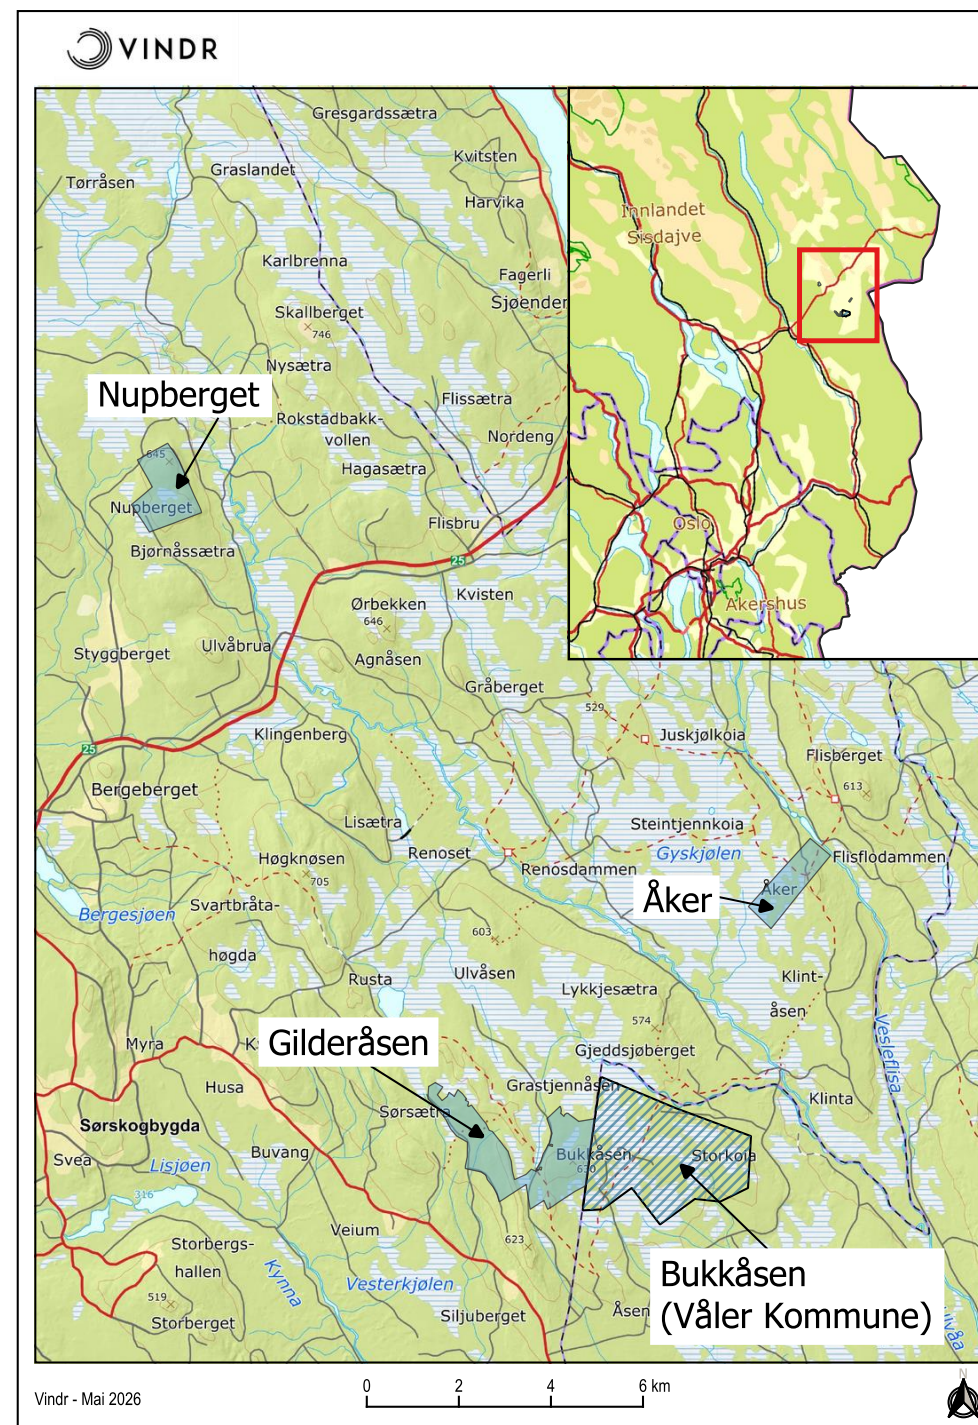 VINDR
Gresgardssætra
Kvitsten
Graslandet
Tørråsen
Harvika
Innlandet
Sisdajve
Karlbrenna
Fagerli
Sjøenden
Skallberget
746
Nysætra
Nupberget
Flissætra
Rokstadbakk-
vollen
Nordeng
645
Hagasætra
Nupberget
Flisbru
Oslo
Bjørnåssætra
25
Kvisten
Ørbekken
646
Akershus
Styggberget
Ulvåbrua
Agnåsen
Gråberget
529
Klingenberg
Juskjølkoia
25
Flisberget
Bergeberget
613
Lisætra
Steintjennkoia
Renoset
Gyskjølen
Flisflodammen
Høgknøsen
705
Renosdammen
Åker
Åker
Svartbråta-
høgda
Bergesjøen
603
Ulvåsen
Rusta
Lykkjesætra
Klint-
åsen
574
Vesleflisa
Myra
Gilderåsen
Gjeddsjøberget
Husa
Grastjennåsen
Klinta
Sørsætra
Sørskogbygda
Svea
Buvang
Bukkåsen
630
Storkoia
Lisjøen
316
Veium
Storbergs-
hallen
623
Kynna
Vesterkjølen
Bukkåsen
(Våler Kommune)
519
Storberget
Siljuberget
Åsen
Vindr - Mai 2026
0 2 4 6 km
N